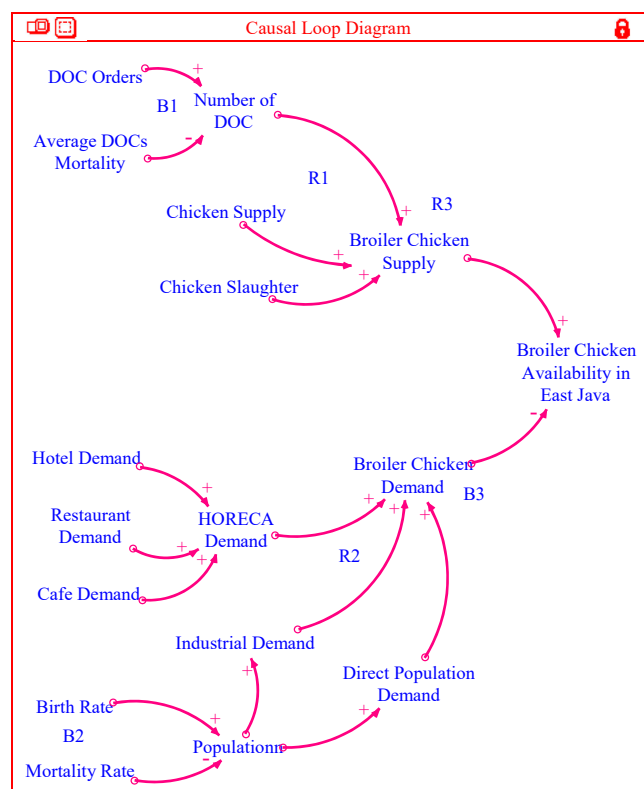 Causal Loop Diagram
DOC Orders
+
B1
Number of
DOC
Average DOCs
Mortality
-
R1
Chicken Supply
+
R3
Broiler Chicken
Supply
+
+
Chicken Slaughter
+
Broiler Chicken
Availability in
East Java
-
Hotel Demand
+
Broiler Chicken
Demand
B3
Restaurant
Demand
+
+
HORECA
Demand
+
+
+
R2
Cafe Demand
Industrial Demand
+
Direct Population
Demand
+
Birth Rate
+
B2
Populationn
-
Mortality Rate